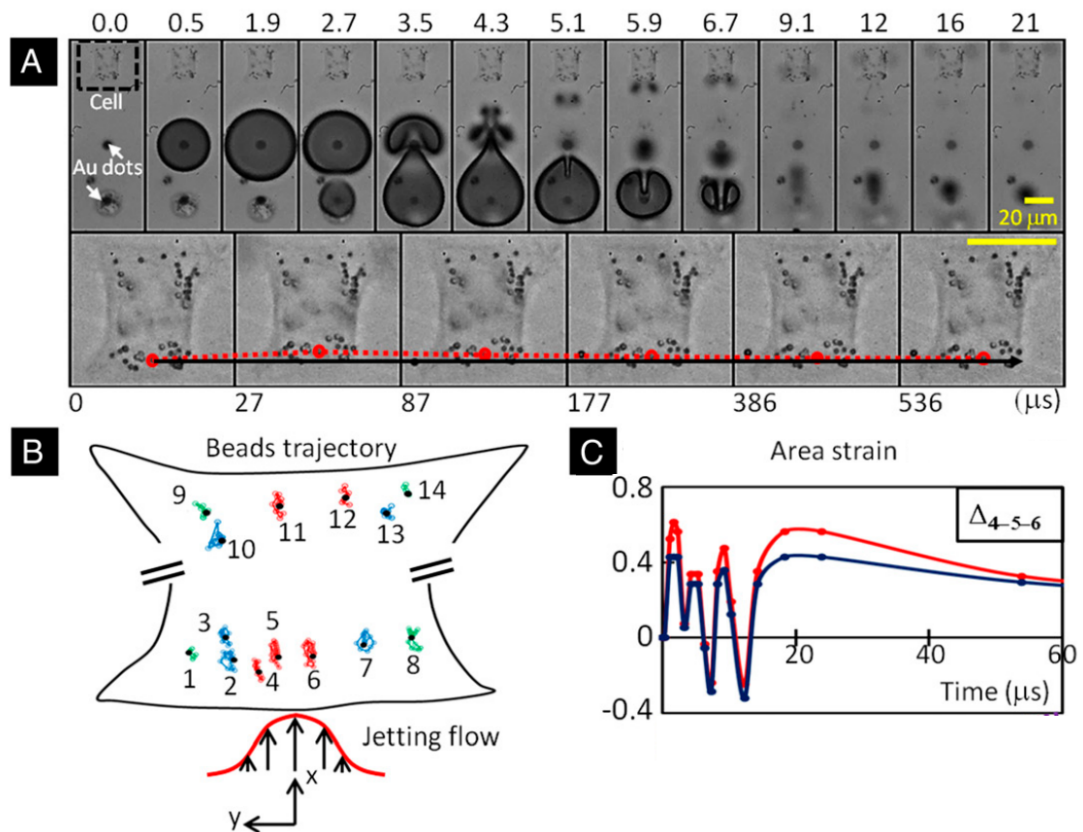 0.0 0.5 1.9 2.7 3.5 4.3 5.1 5.9 6.7 9.1 12 16 21
A
Cell
Au dots
20 μm
0 27 87 177 386 536 (μs)
B
Beads trajectory
9 10 11 12 13 14
3 5
1 2 4 6 7 8
Jetting flow
x
y
C
Area strain
0.8
Δ4–5–6
0.4
0
20 40 60
Time (μs)
-0.4